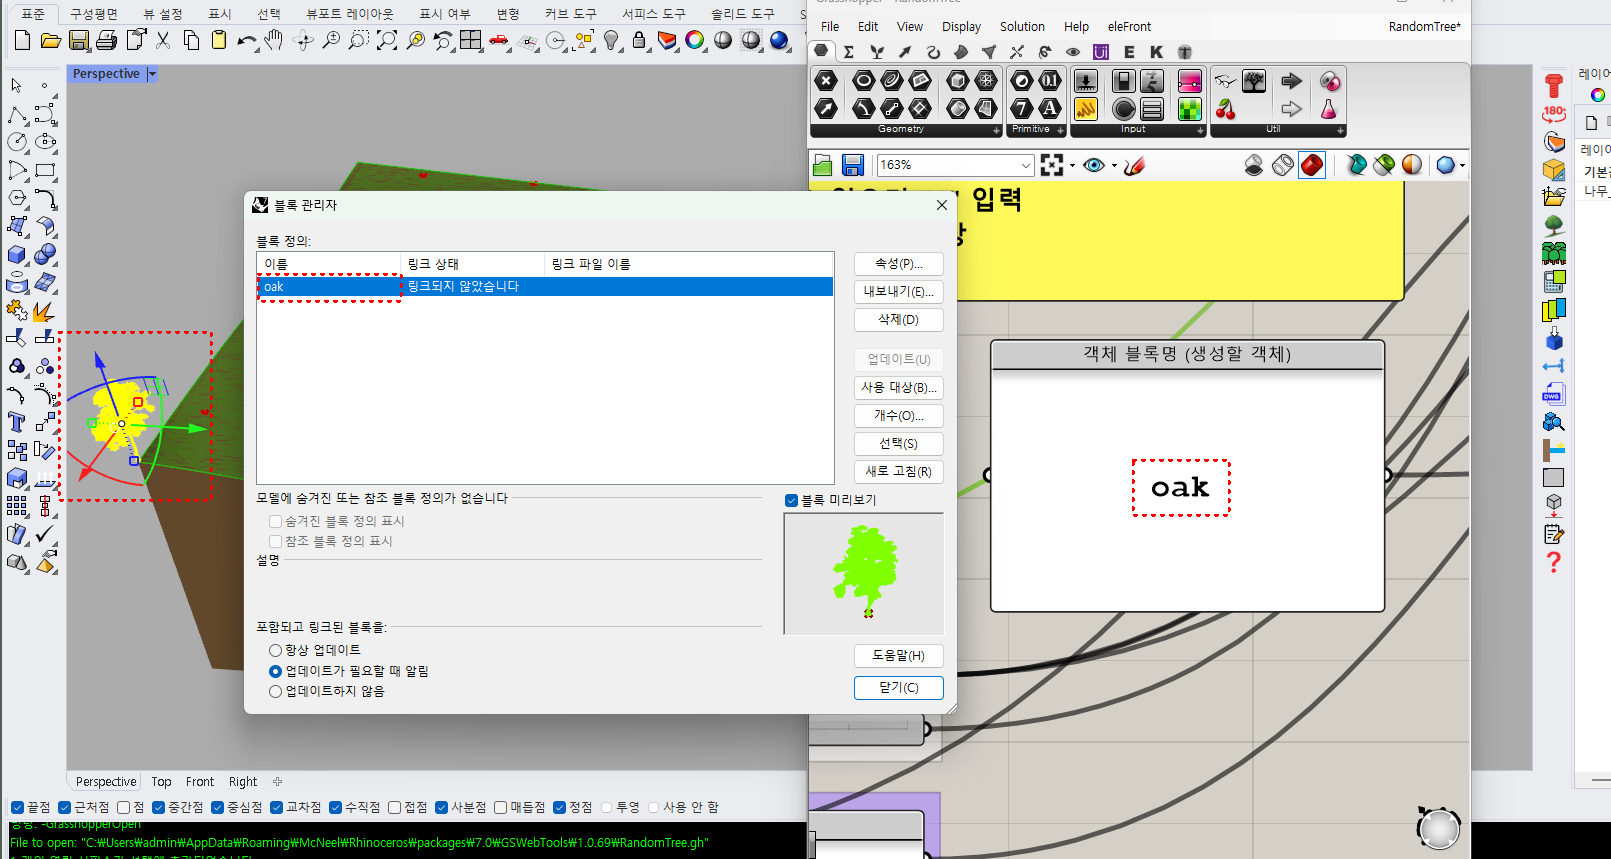 표준 구성평면 뷰 설정 표시 선택 뷰포트 레이아웃 표시 여부 변형 커브 도구 서피스 도구 솔리드 도구
File Edit View Display Solution Help eleFront RandomTree*
Perspective
Geometry Primitive Input Util
163%
입력
블록 관리자
블록 정의:
이름 링크 상태 링크 파일 이름
oak 링크되지 않았습니다
속성(P)...
내보내기(E)...
삭제(D)
업데이트(U)
사용 대상(B)...
개수(O)...
선택(S)
새로 고침(R)
모델에 숨겨진 또는 참조 블록 정의가 없습니다
숨겨진 블록 정의 표시
참조 블록 정의 표시
설명
블록 미리보기
포함되고 링크된 블록을:
항상 업데이트
업데이트가 필요할 때 알림
업데이트하지 않음
도움말(H)
닫기(C)
객체 블록명 (생성할 객체)
oak
180°
DWG
레이어
기본
나무_
Perspective Top Front Right
끝점 근처점 점 중간점 중심점 교차점 수직점 접점 사분점 매듭점 정점 투영 사용 안 함
File to open: "C:₩Users₩admin₩AppData₩Roaming₩McNeel₩Rhinoceros₩packages₩7.0₩GSWebTools₩1.0.69₩RandomTree.gh"